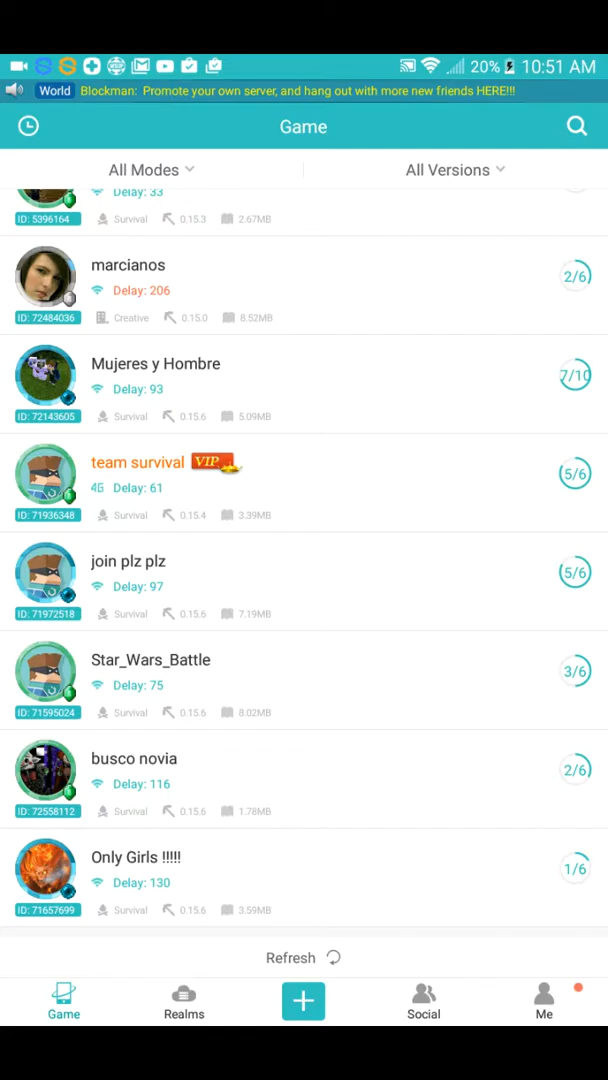 20% 10:51 AM
World Blockman: Promote your own server, and hang out with more new friends HERE!!!
Game
All Modes All Versions
Delay: 33
ID: 5396164 Survival 0.15.3 2.67MB
marcianos
Delay: 206
2/6
ID: 72484036 Creative 0.15.0 8.52MB
Mujeres y Hombre
Delay: 93
7/10
ID: 72143605 Survival 0.15.6 5.09MB
team survival VIP
4G Delay: 61
5/6
ID: 71936348 Survival 0.15.4 3.39MB
join plz plz
Delay: 97
5/6
ID: 71972518 Survival 0.15.6 7.19MB
Star_Wars_Battle
Delay: 75
3/6
ID: 71595024 Survival 0.15.6 8.02MB
busco novia
Delay: 116
2/6
ID: 72558112 Survival 0.15.6 1.78MB
Only Girls !!!!!
Delay: 130
1/6
ID: 71657699 Survival 0.15.6 3.59MB
Refresh
Game Realms Social Me